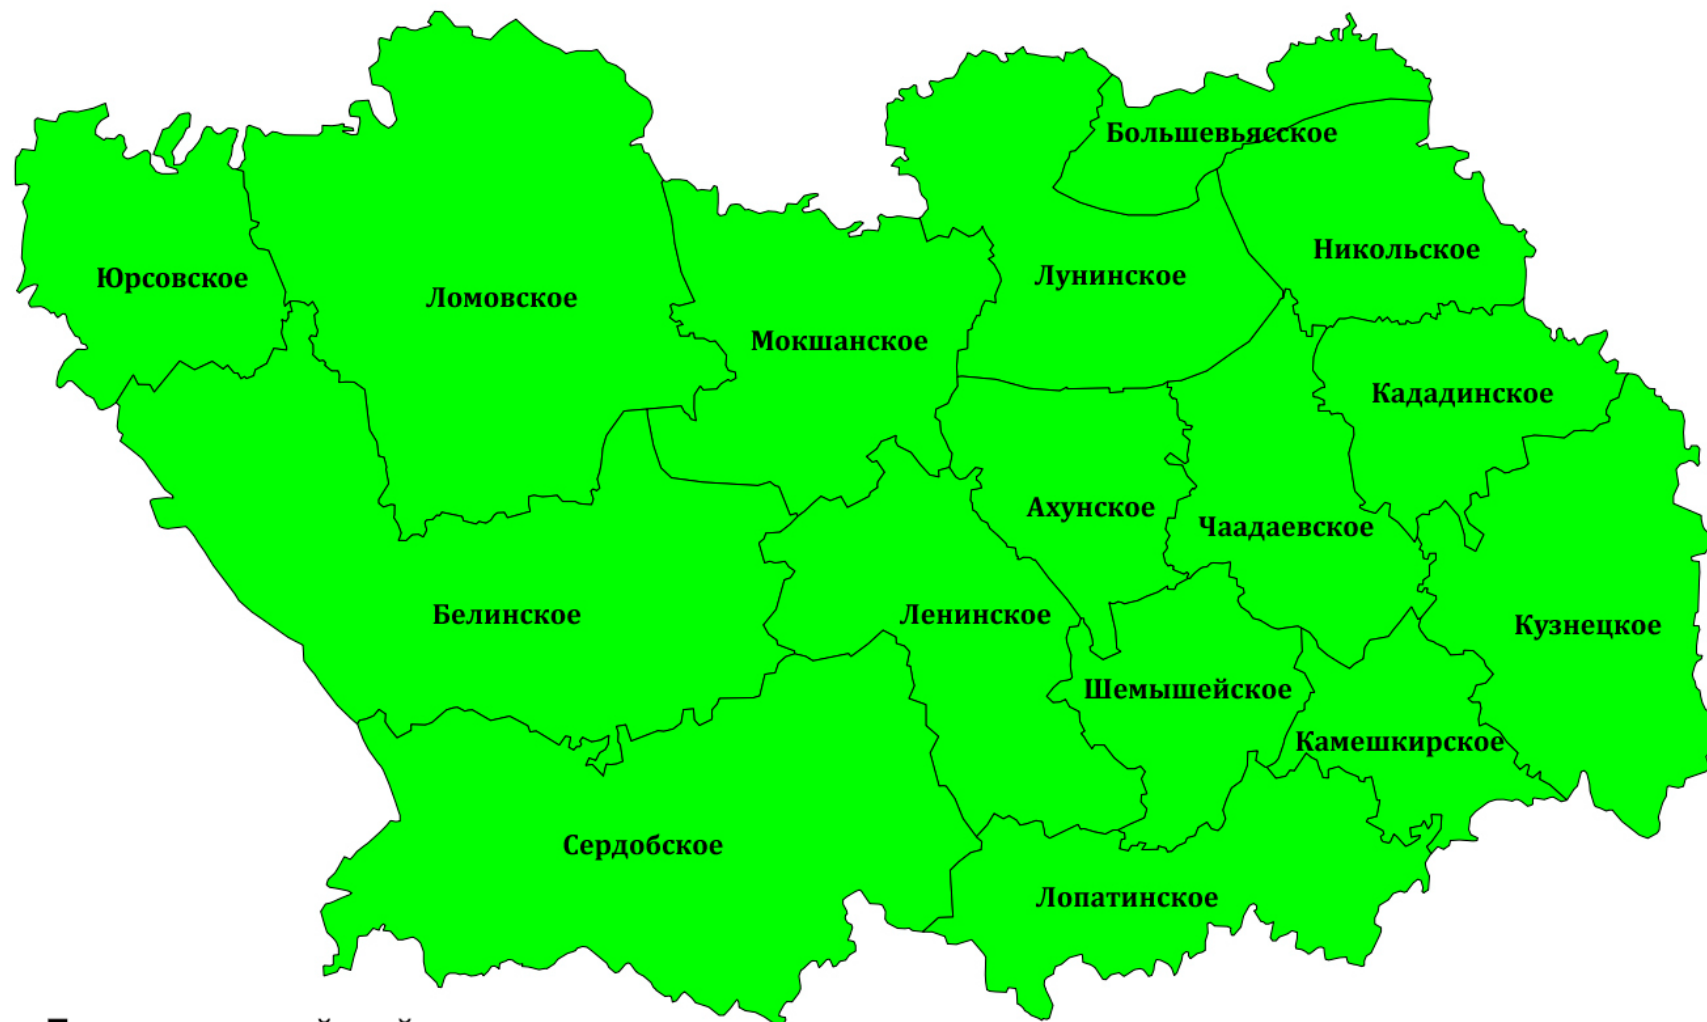 Большевьясское
Никольское
Юрсовское
Лунинское
Ломовское
Мокшанское
Кададинское
Ахунское
Чаадаевское
Белинское
Ленинское
Кузнецкое
Шемышейское
Камешкирское
Сердобское
Лопатинское